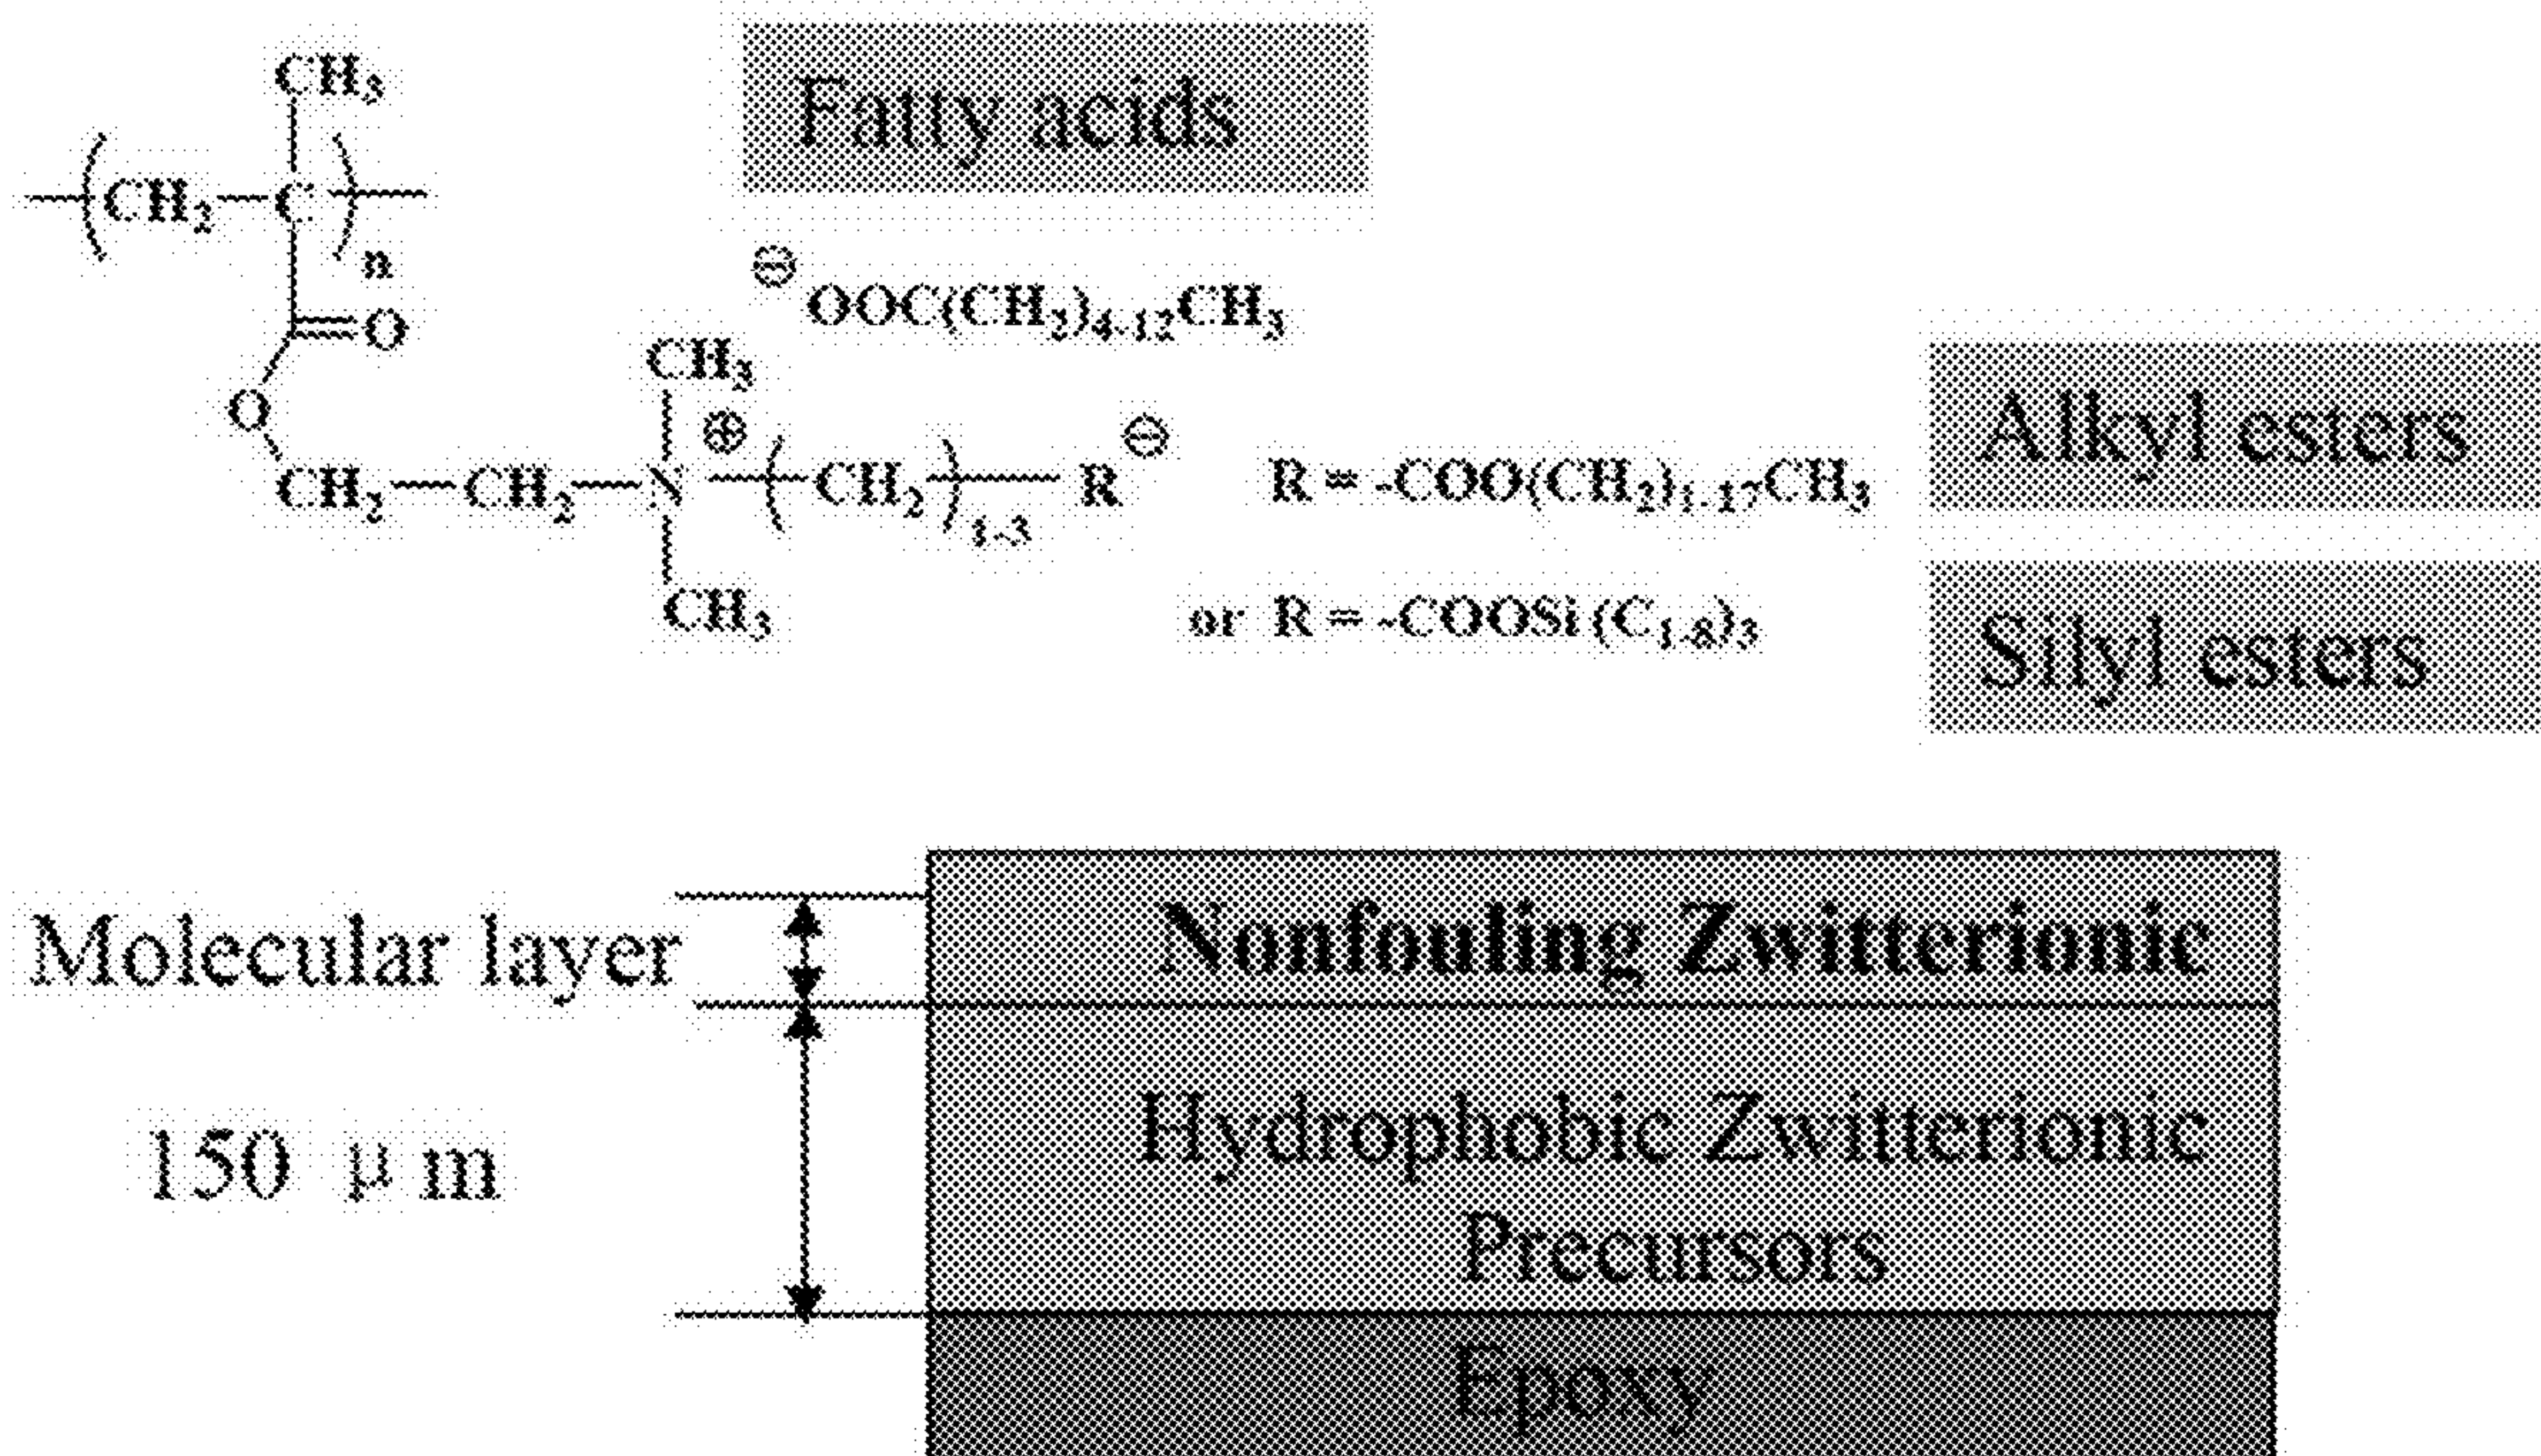 CH3
Fatty acids
(CH2—C)n
⊖OOC(CH2)4-12CH3
=O
CH3
O
⊕ ⊖
CH2—CH2—N—(CH2)1-3—R
R = -COO(CH2)1-17CH3
Alkyl esters
CH3
or R = -COOSi (C1-8)3
Silyl esters
Molecular layer
Nonfouling Zwitterionic
150 μm
Hydrophobic Zwitterionic
Precursors
Epoxy